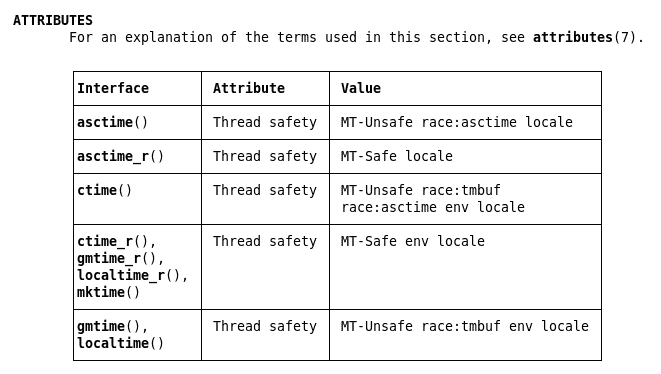 ATTRIBUTES
For an explanation of the terms used in this section, see attributes(7).
Interface Attribute Value
asctime() Thread safety MT-Unsafe race:asctime locale
asctime_r() Thread safety MT-Safe locale
ctime() Thread safety MT-Unsafe race:tmbuf
race:asctime env locale
ctime_r(), Thread safety MT-Safe env locale
gmtime_r(),
localtime_r(),
mktime()
gmtime(), Thread safety MT-Unsafe race:tmbuf env locale
localtime()